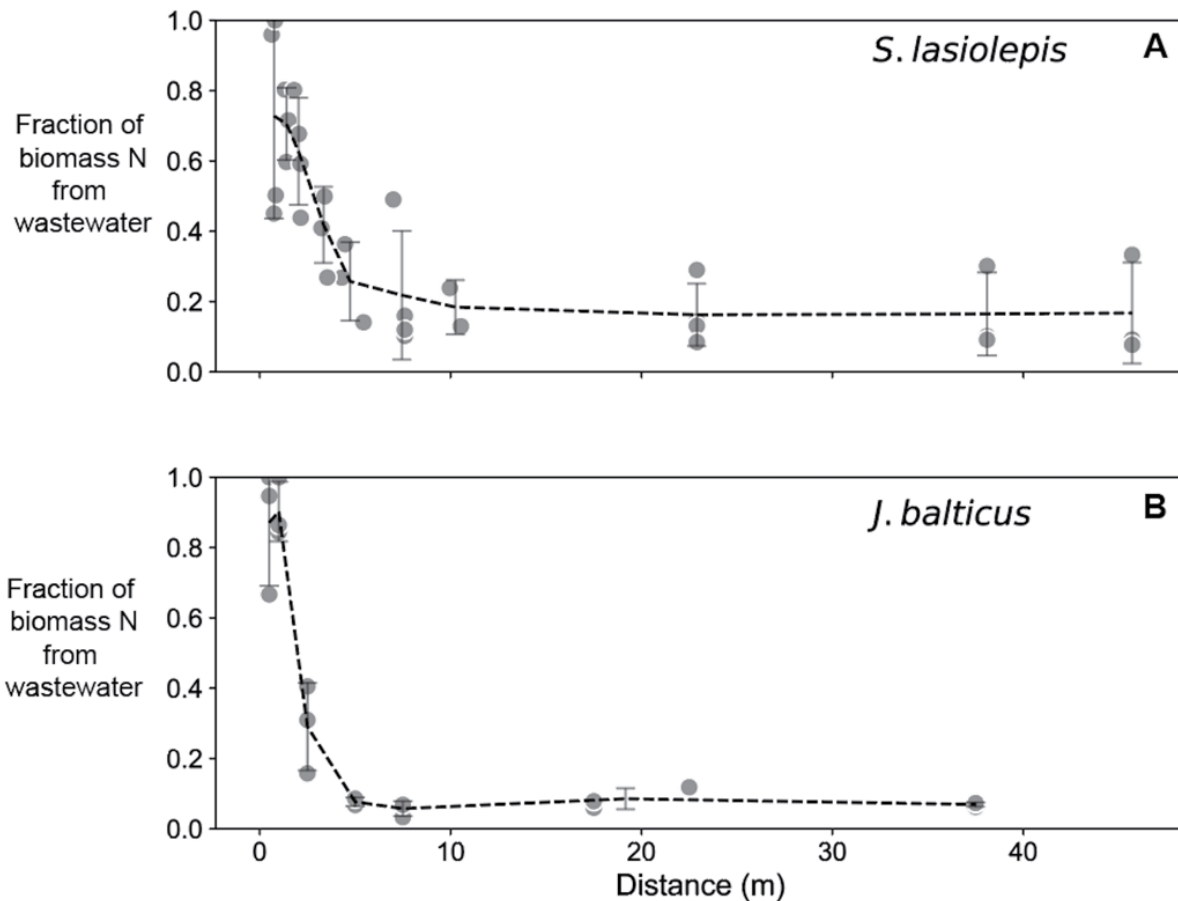 1.0
0.8
0.6
0.4
0.2
0.0
Fraction of
biomass N
from
wastewater
S. lasiolepis
A
1.0
0.8
0.6
0.4
0.2
0.0
Fraction of
biomass N
from
wastewater
J. balticus
B
0 10 20 30 40
Distance (m)